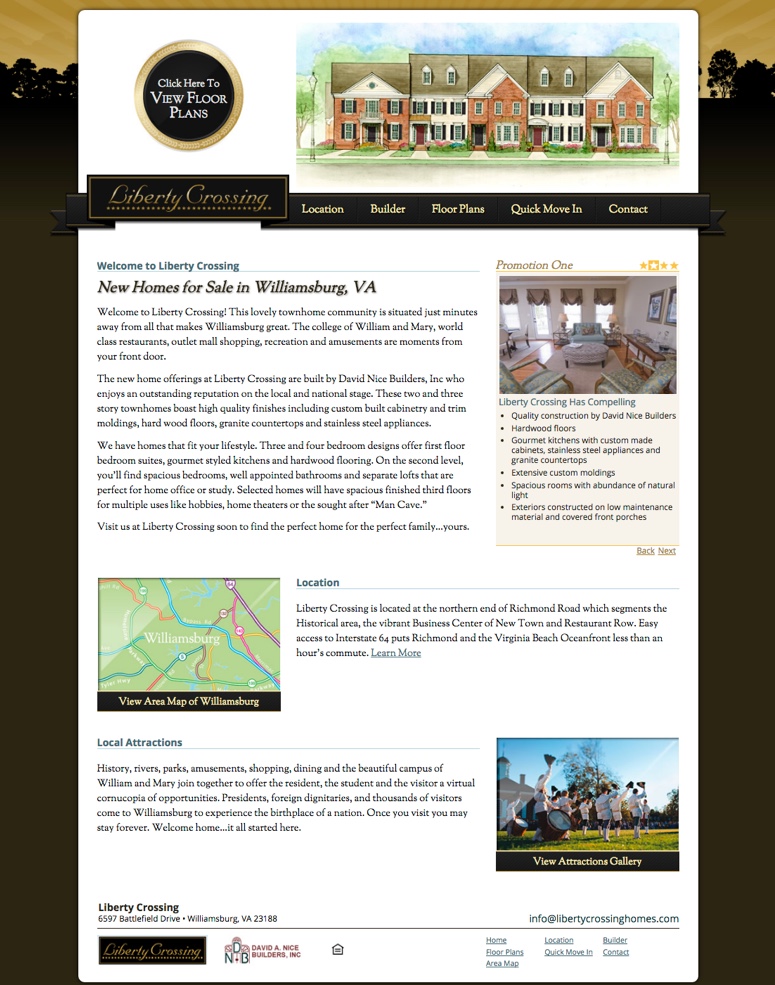 Click Here To
View Floor
Plans
Liberty Crossing
Location Builder Floor Plans Quick Move In Contact
Welcome to Liberty Crossing
New Homes for Sale in Williamsburg, VA
Welcome to Liberty Crossing! This lovely townhome community is situated just minutes
away from all that makes Williamsburg great. The college of William and Mary, world
class restaurants, outlet mall shopping, recreation and amusements are moments from
your front door.
The new home offerings at Liberty Crossing are built by David Nice Builders, Inc who
enjoys an outstanding reputation on the local and national stage. These two and three
story townhomes boast high quality finishes including custom built cabinetry and trim
moldings, hard wood floors, granite countertops and stainless steel appliances.
We have homes that fit your lifestyle. Three and four bedroom designs offer first floor
bedroom suites, gourmet styled kitchens and hardwood flooring. On the second level,
you'll find spacious bedrooms, well appointed bathrooms and separate lofts that are
perfect for home office or study. Selected homes will have spacious finished third floors
for multiple uses like hobbies, home theaters or the sought after “Man Cave.”
Visit us at Liberty Crossing soon to find the perfect home for the perfect family...yours.
Promotion One
Liberty Crossing Has Compelling
• Quality construction by David Nice Builders
• Hardwood floors
• Gourmet kitchens with custom made
cabinets, stainless steel appliances and
granite countertops
• Extensive custom moldings
• Spacious rooms with abundance of natural
light
• Exteriors constructed on low maintenance
material and covered front porches
Back Next
Williamsburg
View Area Map of Williamsburg
Location
Liberty Crossing is located at the northern end of Richmond Road which segments the
Historical area, the vibrant Business Center of New Town and Restaurant Row. Easy
access to Interstate 64 puts Richmond and the Virginia Beach Oceanfront less than an
hour's commute. Learn More
Local Attractions
History, rivers, parks, amusements, shopping, dining and the beautiful campus of
William and Mary join together to offer the resident, the student and the visitor a virtual
cornucopia of opportunities. Presidents, foreign dignitaries, and thousands of visitors
come to Williamsburg to experience the birthplace of a nation. Once you visit you may
stay forever. Welcome home...it all started here.
View Attractions Gallery
Liberty Crossing
6597 Battlefield Drive • Williamsburg, VA 23188
info@libertycrossinghomes.com
Liberty Crossing
DNB
DAVID A. NICE
BUILDERS, INC
Home Location Builder
Floor Plans Quick Move In Contact
Area Map